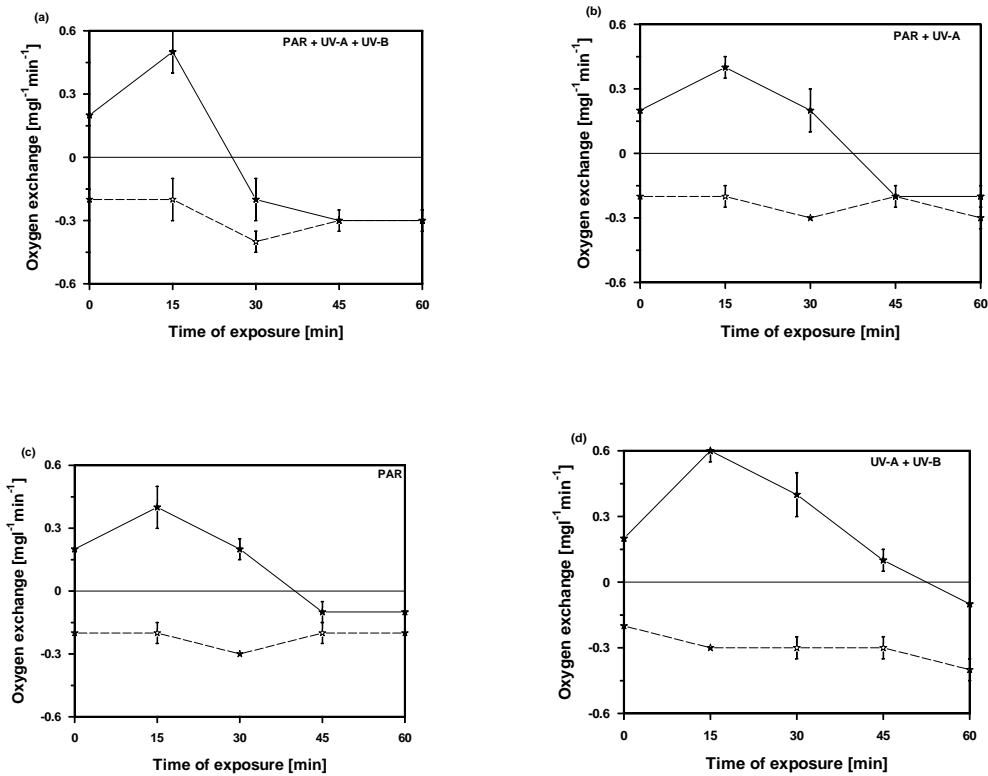 (a)
PAR + UV-A + UV-B
Oxygen exchange [mgl⁻¹min⁻¹]
0.6
0.3
0
-0.3
-0.6
0 15 30 45 60
Time of exposure [min]
(b)
PAR + UV-A
Oxygen exchange [mgl⁻¹min⁻¹]
0.6
0.3
0
-0.3
-0.6
0 15 30 45 60
Time of exposure [min]
(c)
PAR
Oxygen exchange [mgl⁻¹min⁻¹]
0.6
0.3
0
-0.3
-0.6
0 15 30 45 60
Time of exposure [min]
(d)
UV-A + UV-B
Oxygen exchange [mgl⁻¹min⁻¹]
0.6
0.3
0
-0.3
-0.6
0 15 30 45 60
Time of exposure [min]